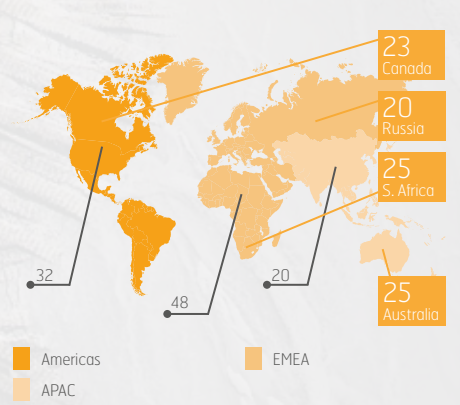 23
Canada
20
Russia
25
S. Africa
32
48
20
25
Australia
Americas
EMEA
APAC